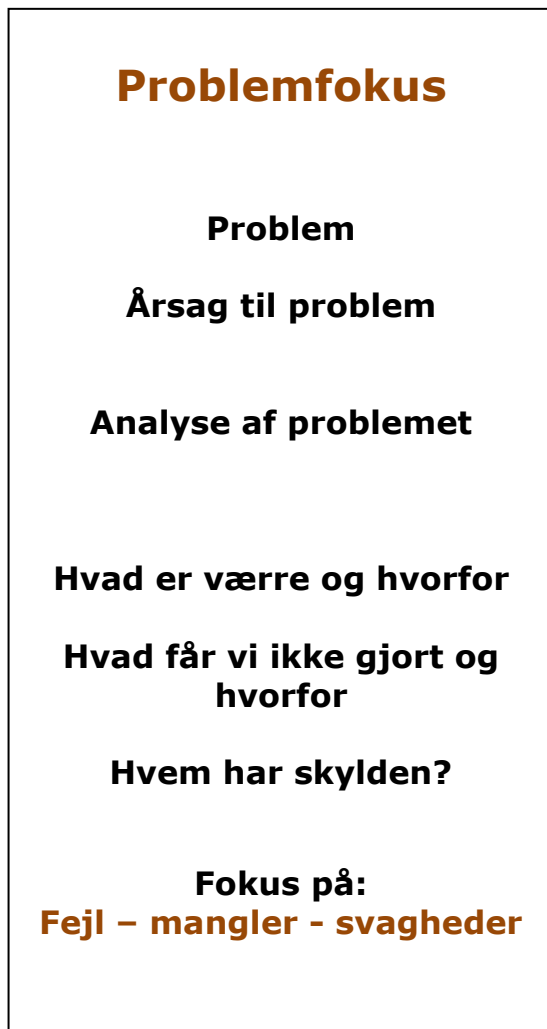 Problemfokus
Problem
Årsag til problem
Analyse af problemet
Hvad er værre og hvorfor
Hvad får vi ikke gjort og
hvorfor
Hvem har skylden?
Fokus på:
Fejl – mangler - svagheder